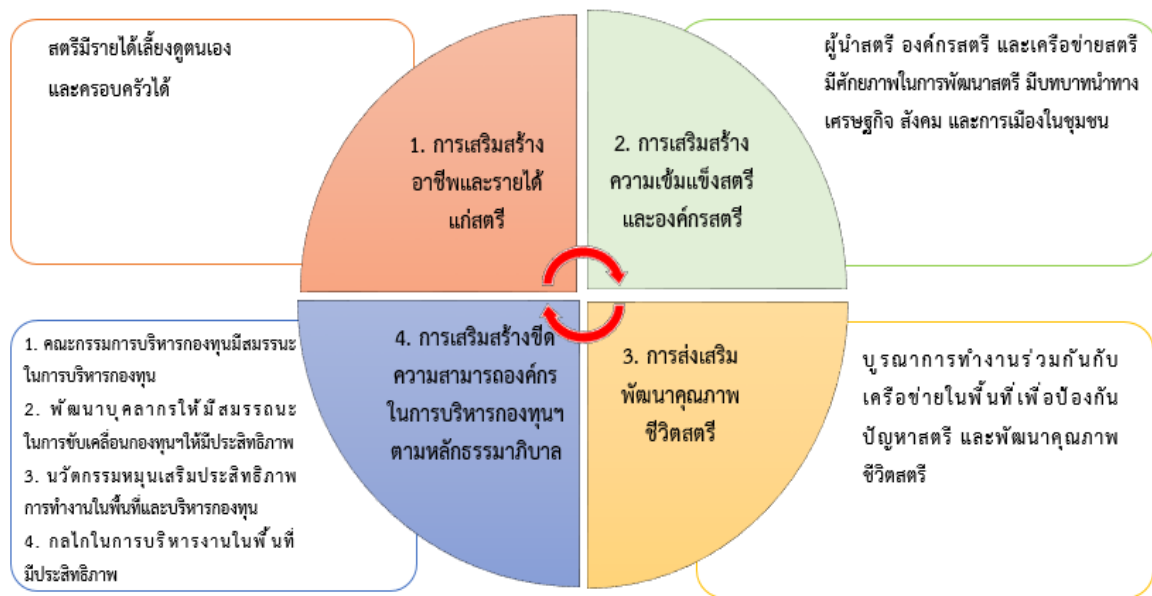 สตรีมีรายได้เลี้ยงดูตนเอง
และครอบครัวได้
1. การเสริมสร้าง
อาชีพและรายได้
แก่สตรี
2. การเสริมสร้าง
ความเข้มแข็งสตรี
และองค์กรสตรี
ผู้นำสตรี องค์กรสตรี และเครือข่ายสตรี
มีศักยภาพในการพัฒนาสตรี มีบทบาทนำทาง
เศรษฐกิจ สังคม และการเมืองในชุมชน
1. คณะกรรมการบริหารกองทุนมีสมรรนะ
ในการบริหารกองทุน
2. พัฒนาบุคลากรให้มีสมรรถนะ
ในการขับเคลื่อนกองทุนฯให้มีประสิทธิภาพ
3. นวัตกรรมหมุนเสริมประสิทธิภาพ
การทำงานในพื้นที่และบริหารกองทุน
4. กลไกในการบริหารงานในพื้นที่
มีประสิทธิภาพ
4. การเสริมสร้างขีด
ความสามารถองค์กร
ในการบริหารกองทุนฯ
ตามหลักธรรมาภิบาล
3. การส่งเสริม
พัฒนาคุณภาพ
ชีวิตสตรี
บูรณาการทำงานร่วมกันกับ
เครือข่ายในพื้นที่เพื่อป้องกัน
ปัญหาสตรี และพัฒนาคุณภาพ
ชีวิตสตรี